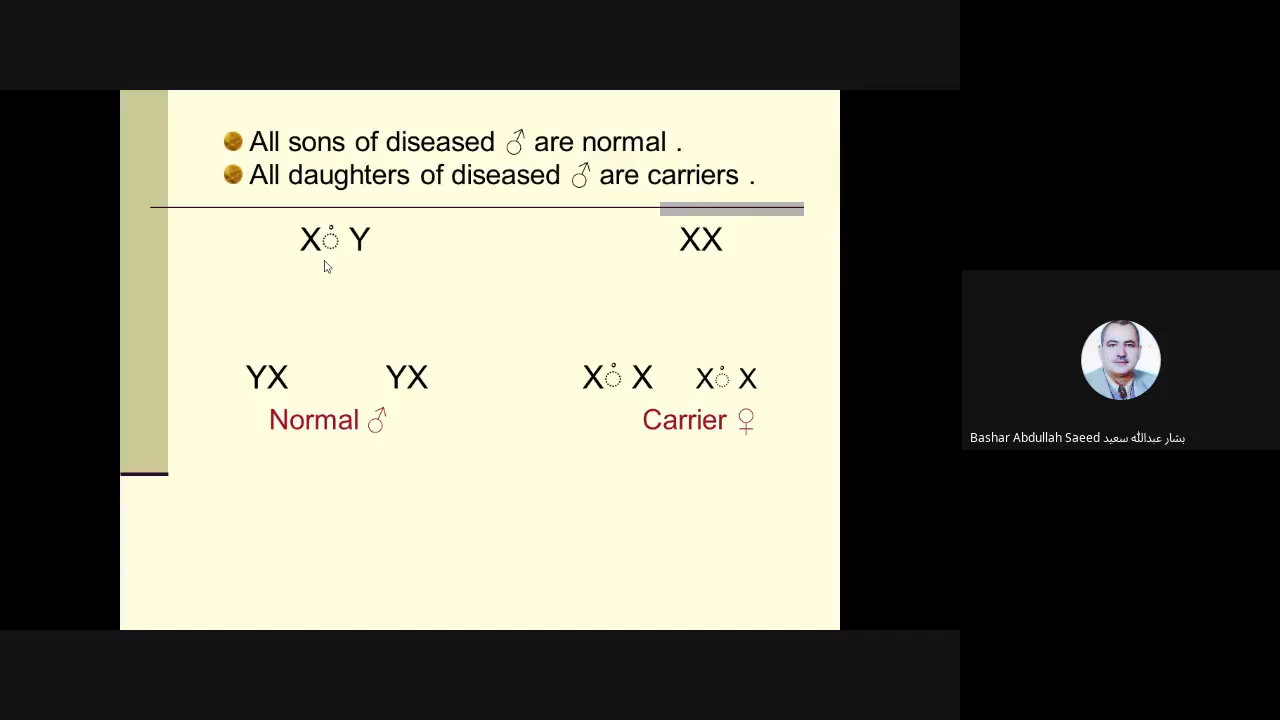 All sons of diseased ♂ are normal .
All daughters of diseased ♂ are carriers .
X̊ Y XX
YX YX X̊ X X̊ X
Normal ♂ Carrier ♀
Bashar Abdullah Saeed بشار عبدالله سعيد